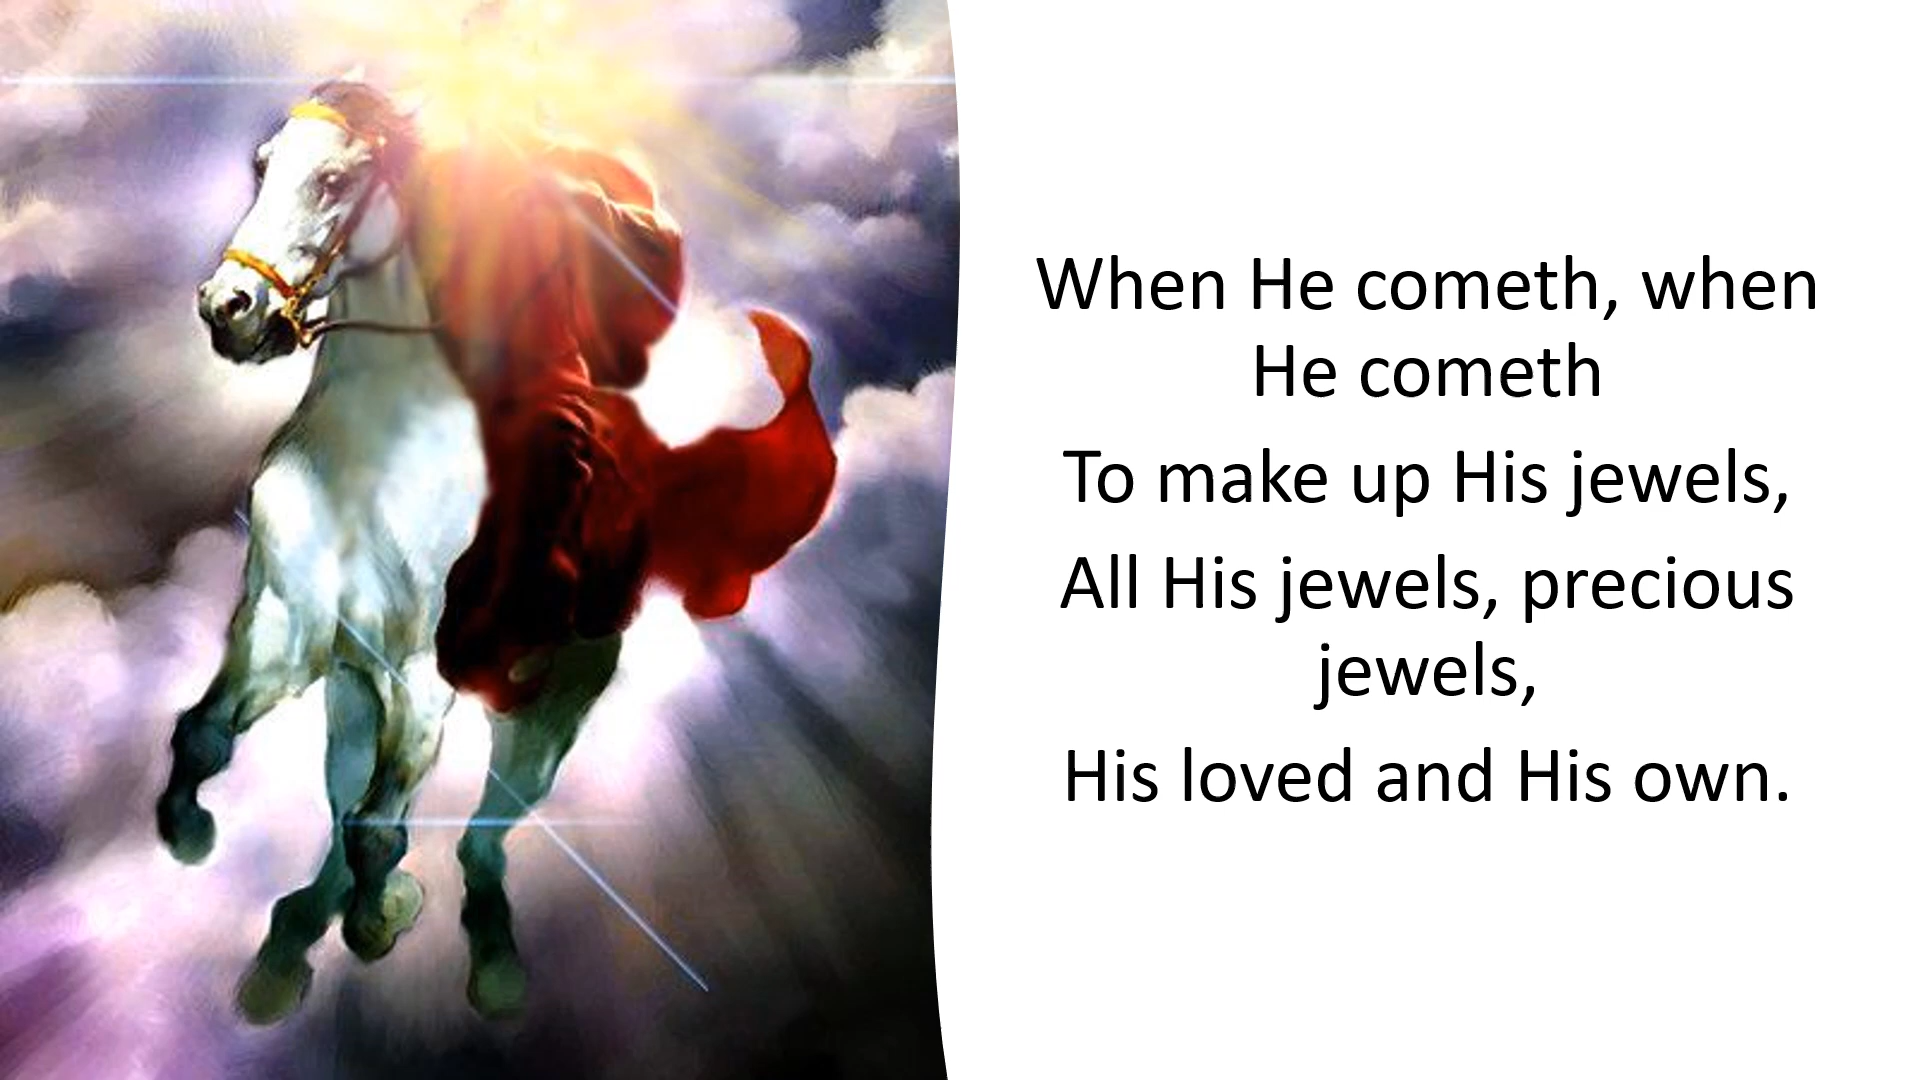 When He cometh, when
He cometh
To make up His jewels,
All His jewels, precious
jewels,
His loved and His own.